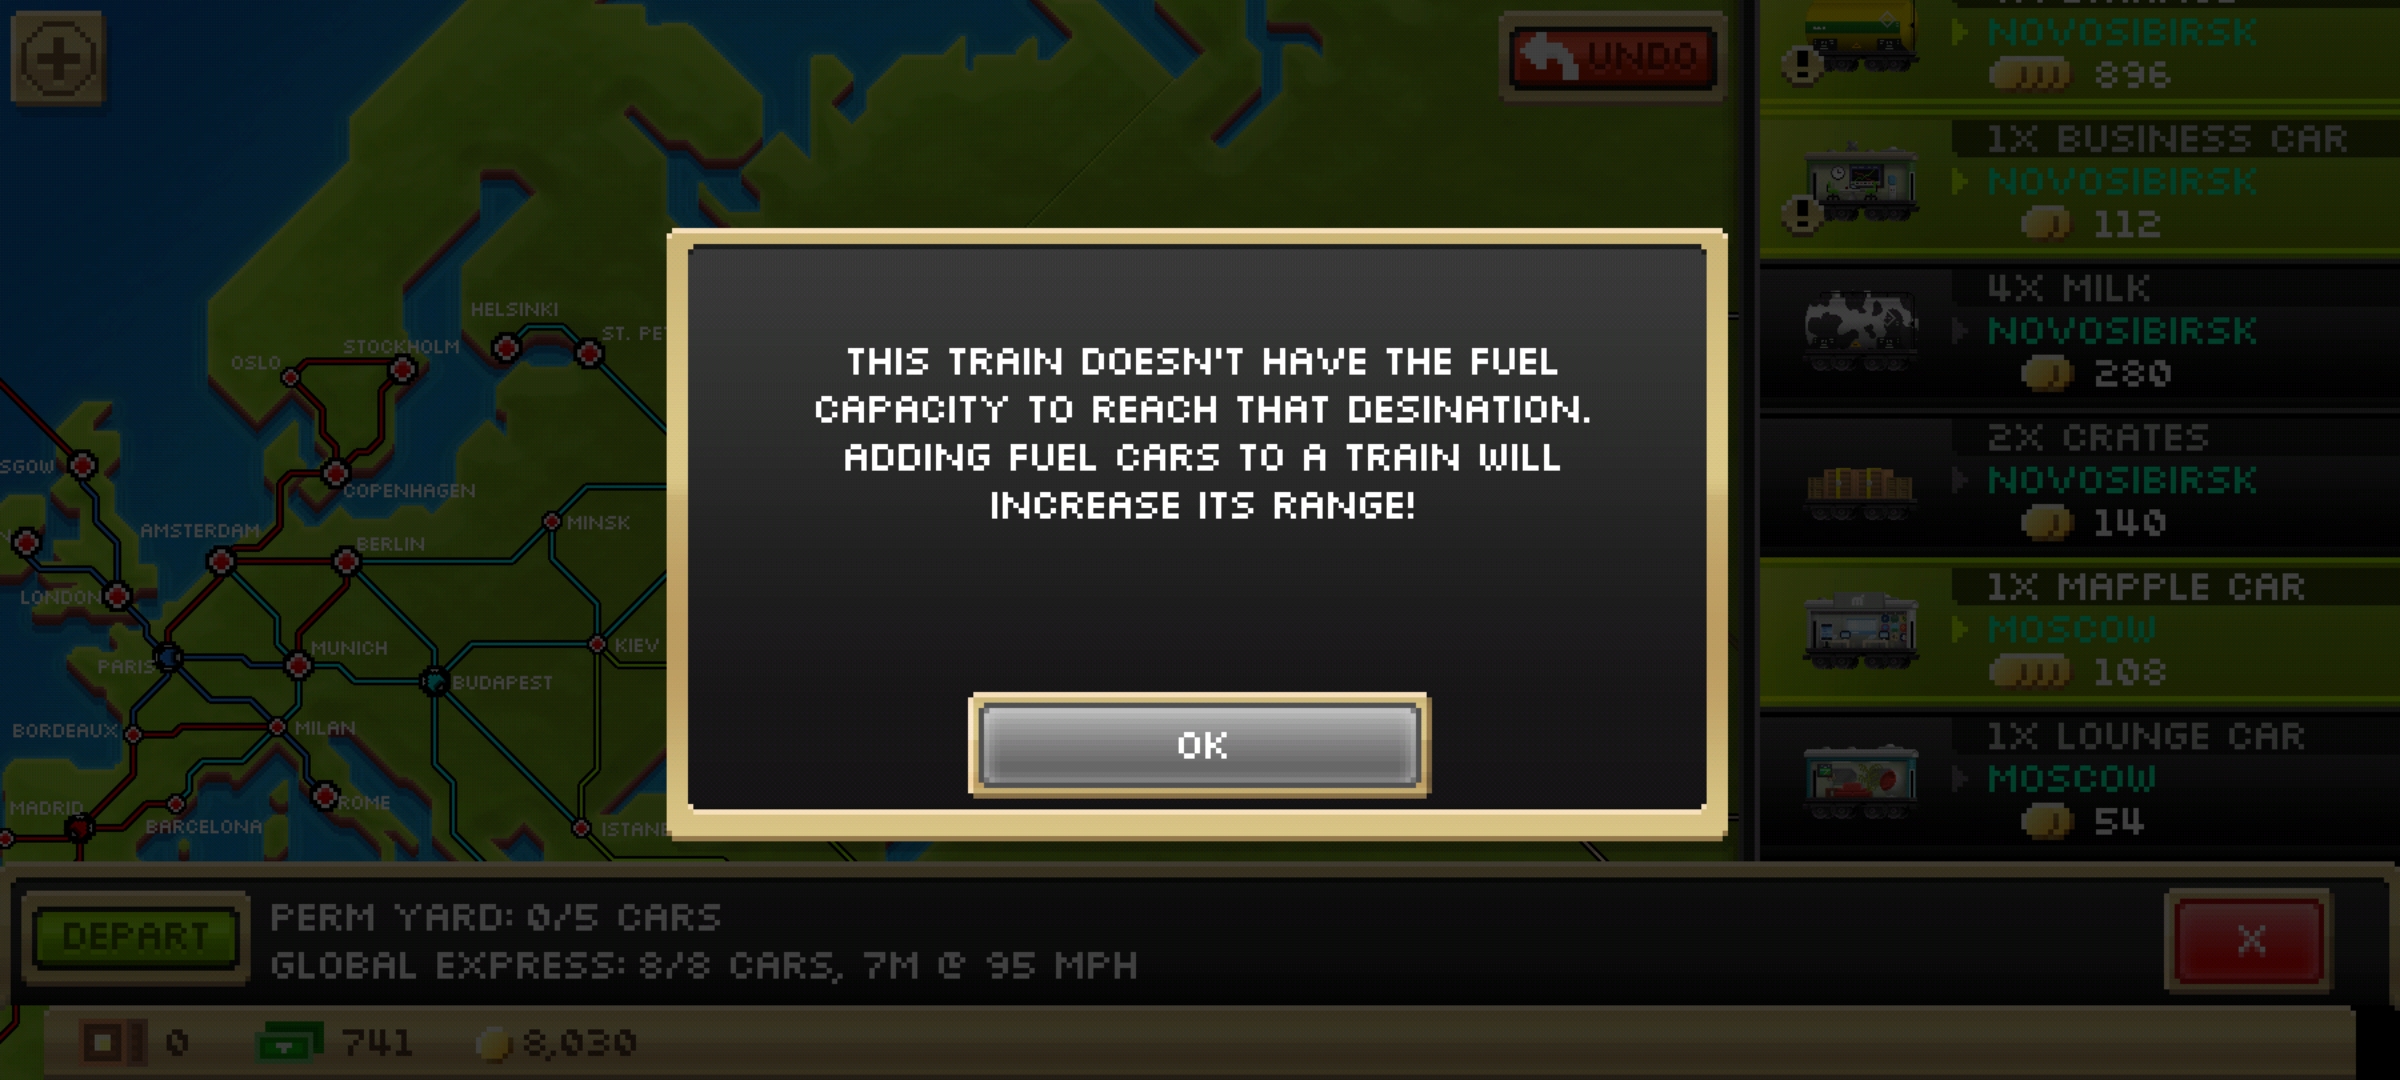 UNDO
NOVOSIBIRSK
896
1X BUSINESS CAR
NOVOSIBIRSK
112
4X MILK
NOVOSIBIRSK
280
2X CRATES
NOVOSIBIRSK
140
1X MAPPLE CAR
MOSCOW
108
1X LOUNGE CAR
MOSCOW
54
HELSINKI
ST. PE
STOCKHOLM
OSLO
SGOW
COPENHAGEN
MINSK
AMSTERDAM
BERLIN
LONDON
KIEV
MUNICH
PARIS
BUDAPEST
BORDEAUX
MILAN
MADRID
ROME
BARCELONA
ISTANB
THIS TRAIN DOESN'T HAVE THE FUEL
CAPACITY TO REACH THAT DESINATION.
ADDING FUEL CARS TO A TRAIN WILL
INCREASE ITS RANGE!
OK
DEPART
PERM YARD: 0/5 CARS
GLOBAL EXPRESS: 8/8 CARS, 7M @ 95 MPH
X
0
741
8,030